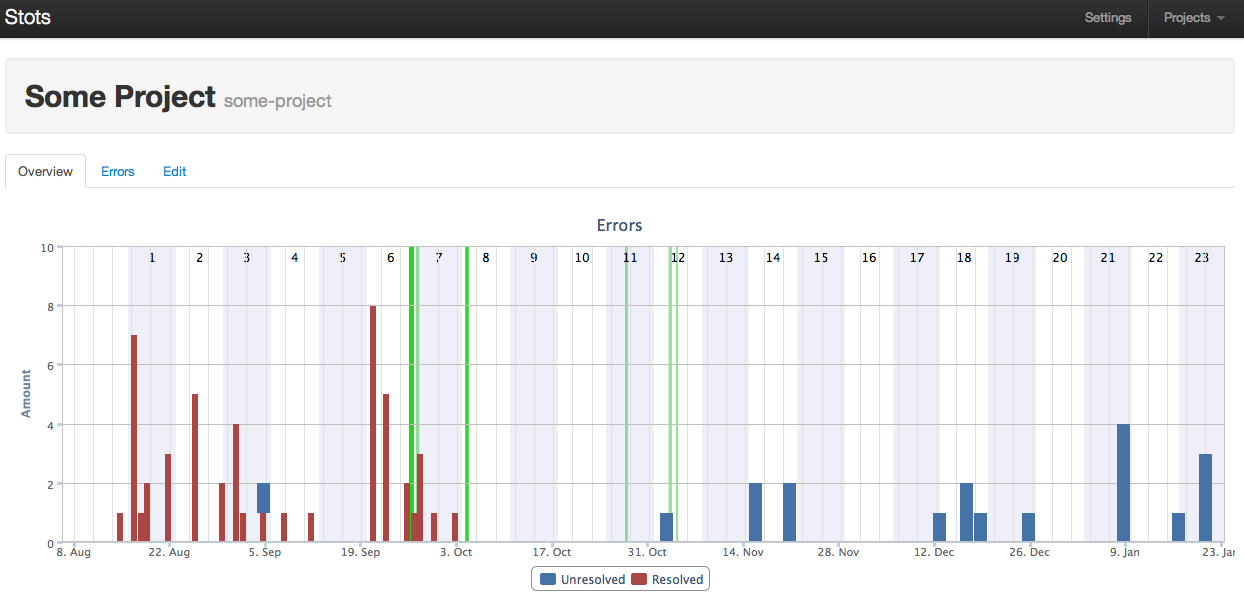 Stots Settings Projects
Some Project some-project
Overview Errors Edit
Errors
10
1 2 3 4 5 6 7 8 9 10 11 12 13 14 15 16 17 18 19 20 21 22 23
8
6
Amount
4
2
0
8. Aug 22. Aug 5. Sep 19. Sep 3. Oct 17. Oct 31. Oct 14. Nov 28. Nov 12. Dec 26. Dec 9. Jan 23. Jan
Unresolved Resolved